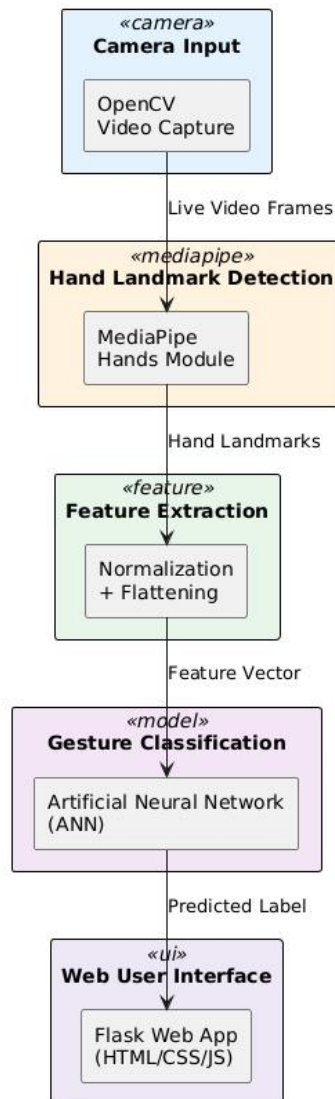 «camera»
Camera Input
OpenCV
Video Capture
Live Video Frames
«mediapipe»
Hand Landmark Detection
MediaPipe
Hands Module
Hand Landmarks
«feature»
Feature Extraction
Normalization
+ Flattening
Feature Vector
«model»
Gesture Classification
Artificial Neural Network
(ANN)
Predicted Label
«ui»
Web User Interface
Flask Web App
(HTML/CSS/JS)